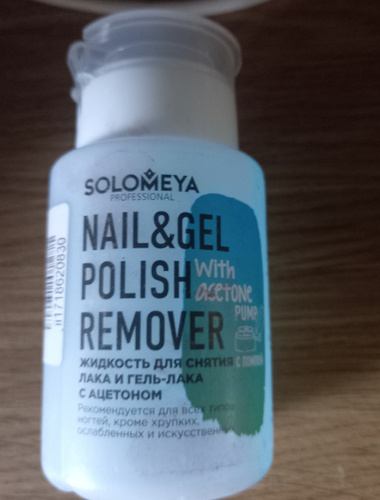 SOLOMEYA
PROFESSIONAL
NAIL&GEL
POLISH
REMOVER
With
acetone
PUMP
ЖИДКОСТЬ ДЛЯ СНЯТИЯ
ЛАКА И ГЕЛЬ-ЛАКА
С АЦЕТОНОМ
С ПОМПОЙ
Рекомендуется для всех типов
ногтей, кроме хрупких,
ослабленных и
1718620830